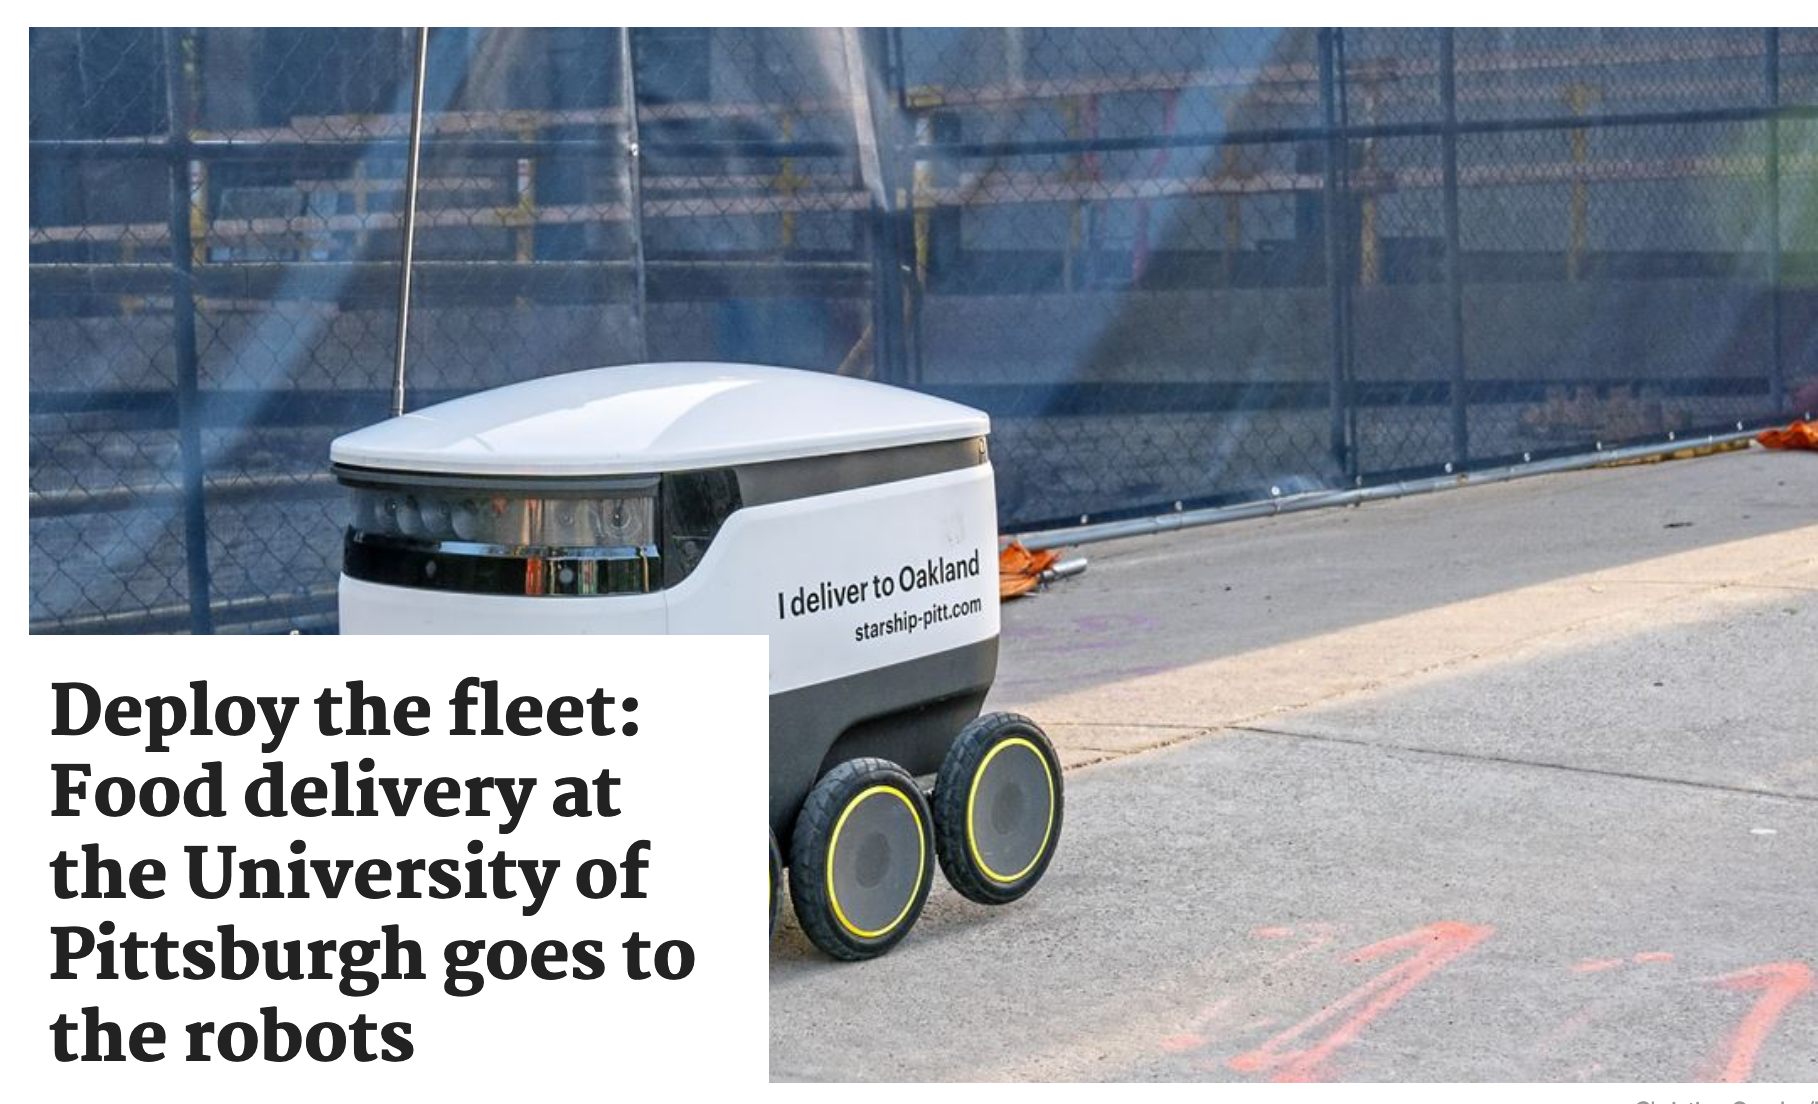 I deliver to Oakland
starship-pitt.com
Deploy the fleet:
Food delivery at
the University of
Pittsburgh goes to
the robots